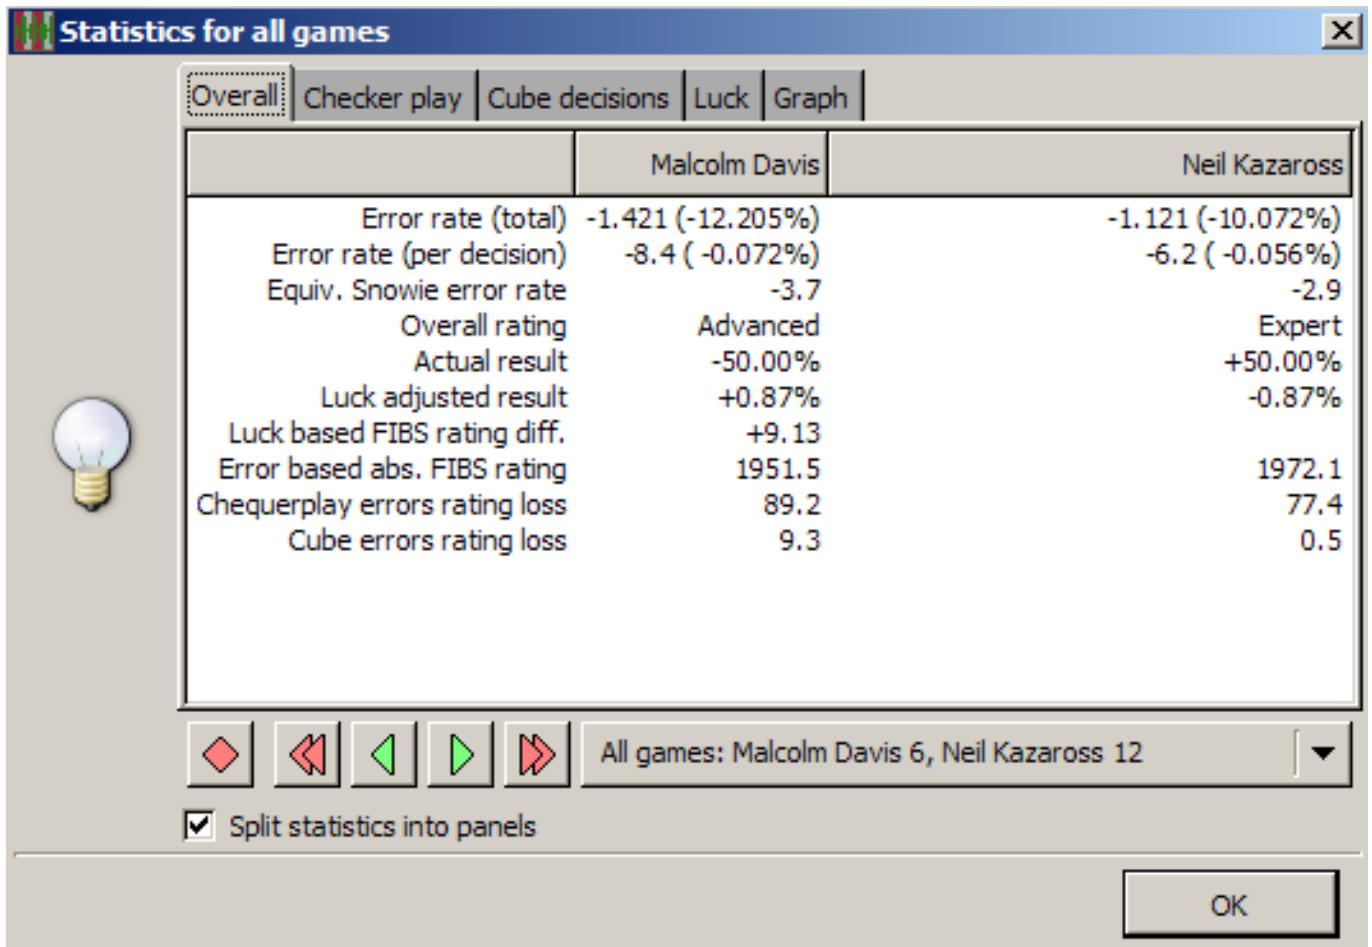 Statistics for all games
Overall Checker play Cube decisions Luck Graph
Malcolm Davis Neil Kazaross
Error rate (total) -1.421 (-12.205%) -1.121 (-10.072%)
Error rate (per decision) -8.4 ( -0.072%) -6.2 ( -0.056%)
Equiv. Snowie error rate -3.7 -2.9
Overall rating Advanced Expert
Actual result -50.00% +50.00%
Luck adjusted result +0.87% -0.87%
Luck based FIBS rating diff. +9.13
Error based abs. FIBS rating 1951.5 1972.1
Chequerplay errors rating loss 89.2 77.4
Cube errors rating loss 9.3 0.5
All games: Malcolm Davis 6, Neil Kazaross 12
Split statistics into panels
OK